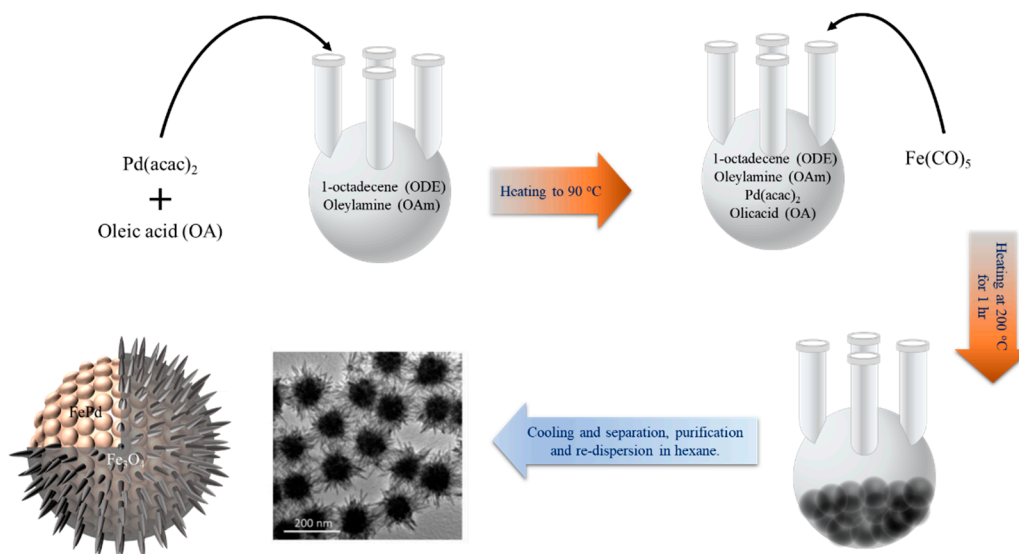 Pd(acac)₂
+
Oleic acid (OA)
1-octadecene (ODE)
Oleylamine (OAm)
Heating to 90 °C
1-octadecene (ODE)
Oleylamine (OAm)
Pd(acac)₂
Olicacid (OA)
Fe(CO)₅
Heating at 200 °C
for 1 hr
Cooling and separation, purification
and re-dispersion in hexane.
200 nm
FePd
Fe₃O₄